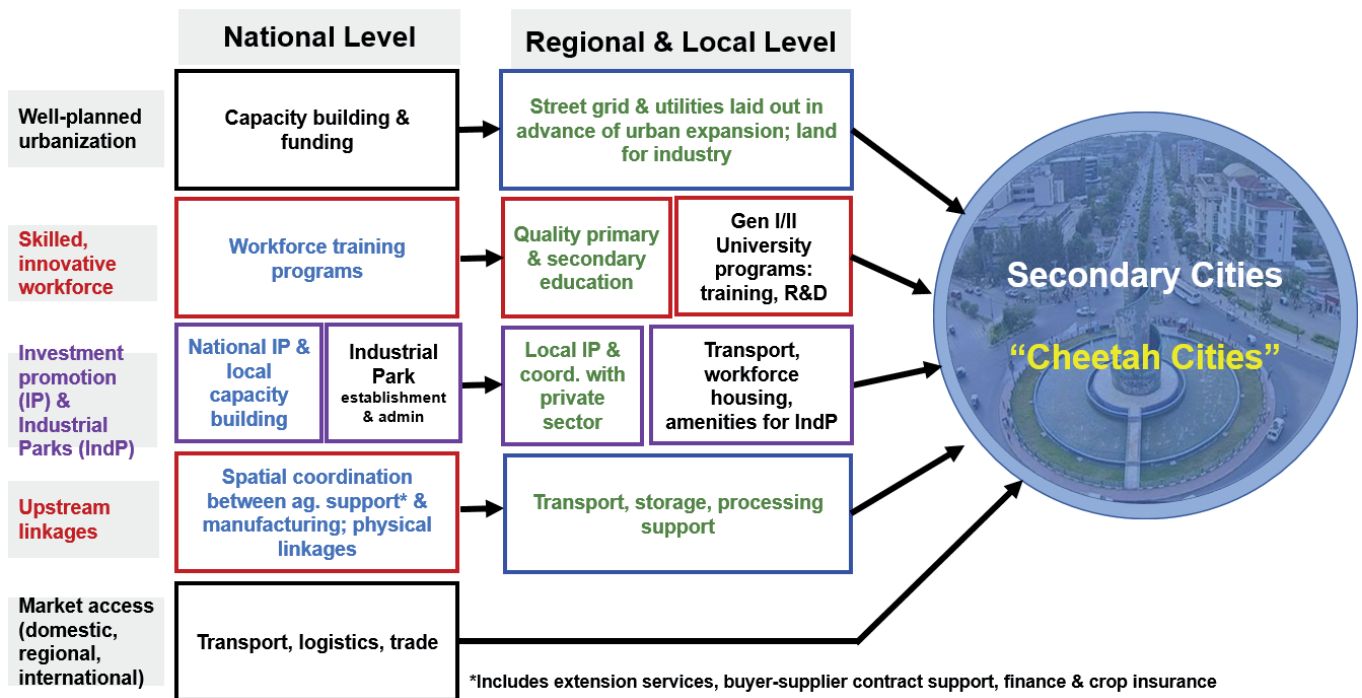 National Level
Regional & Local Level
Well-planned
urbanization
Capacity building &
funding
Street grid & utilities laid out in
advance of urban expansion; land
for industry
Skilled,
innovative
workforce
Workforce training
programs
Quality primary
& secondary
education
Gen I/II
University
programs:
training, R&D
Investment
promotion
(IP) &
Industrial
Parks (IndP)
National IP &
local
capacity
building
Industrial
Park
establishment
& admin
Local IP &
coord. with
private
sector
Transport,
workforce
housing,
amenities for IndP
Upstream
linkages
Spatial coordination
between ag. support* &
manufacturing; physical
linkages
Transport, storage, processing
support
Market access
(domestic,
regional,
international)
Transport, logistics, trade
Secondary Cities
“Cheetah Cities”
*Includes extension services, buyer-supplier contract support, finance & crop insurance